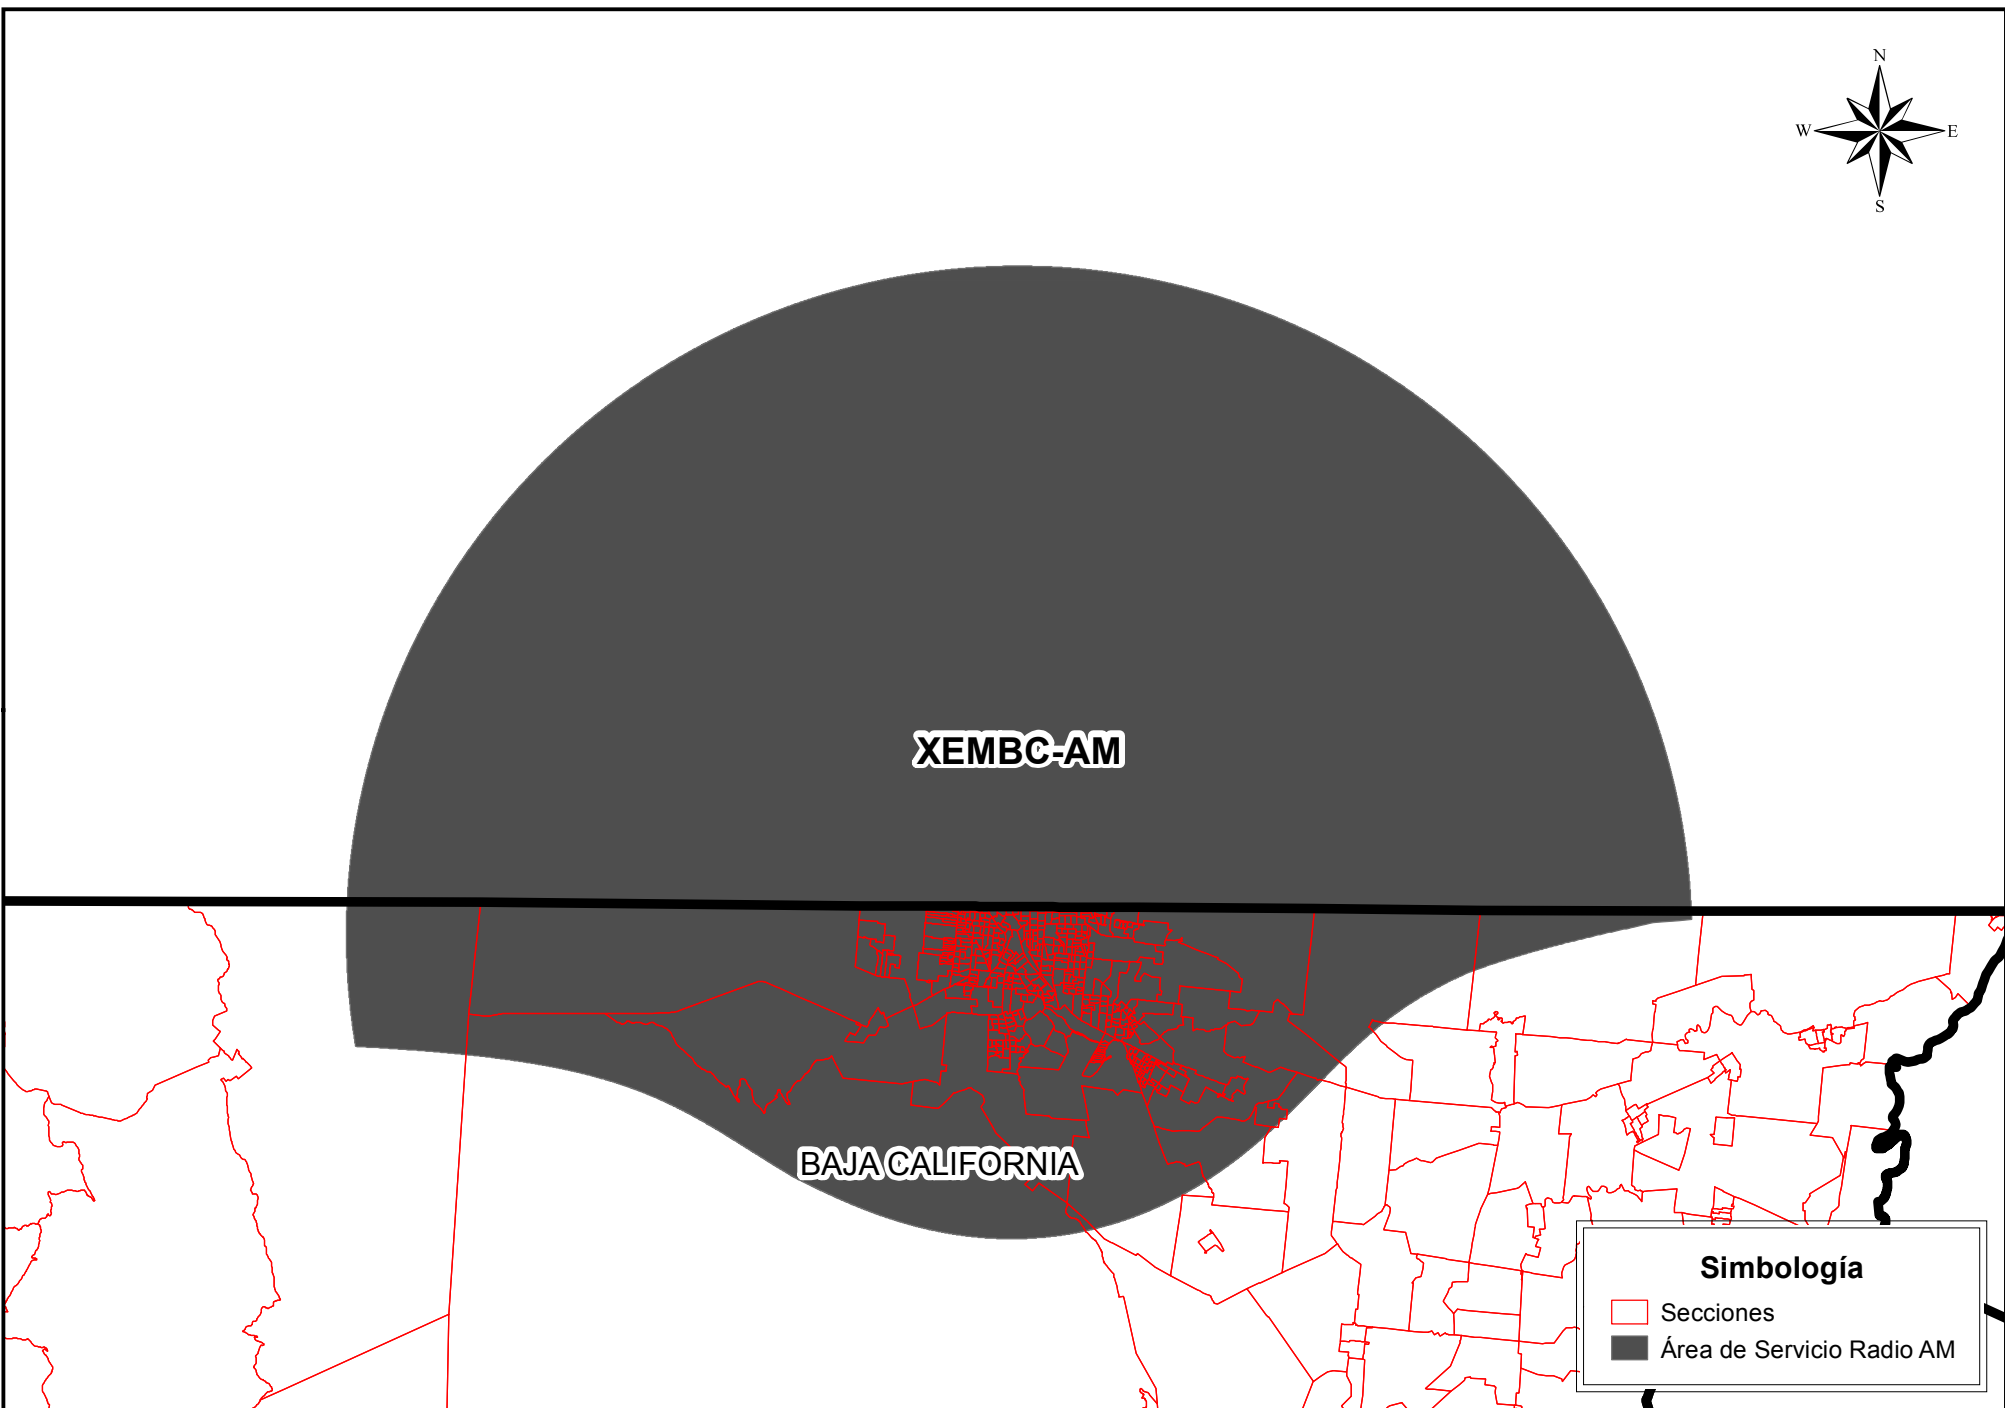 N
W
E
S
XEMBC-AM
BAJA CALIFORNIA
Simbología
Secciones
Área de Servicio Radio AM